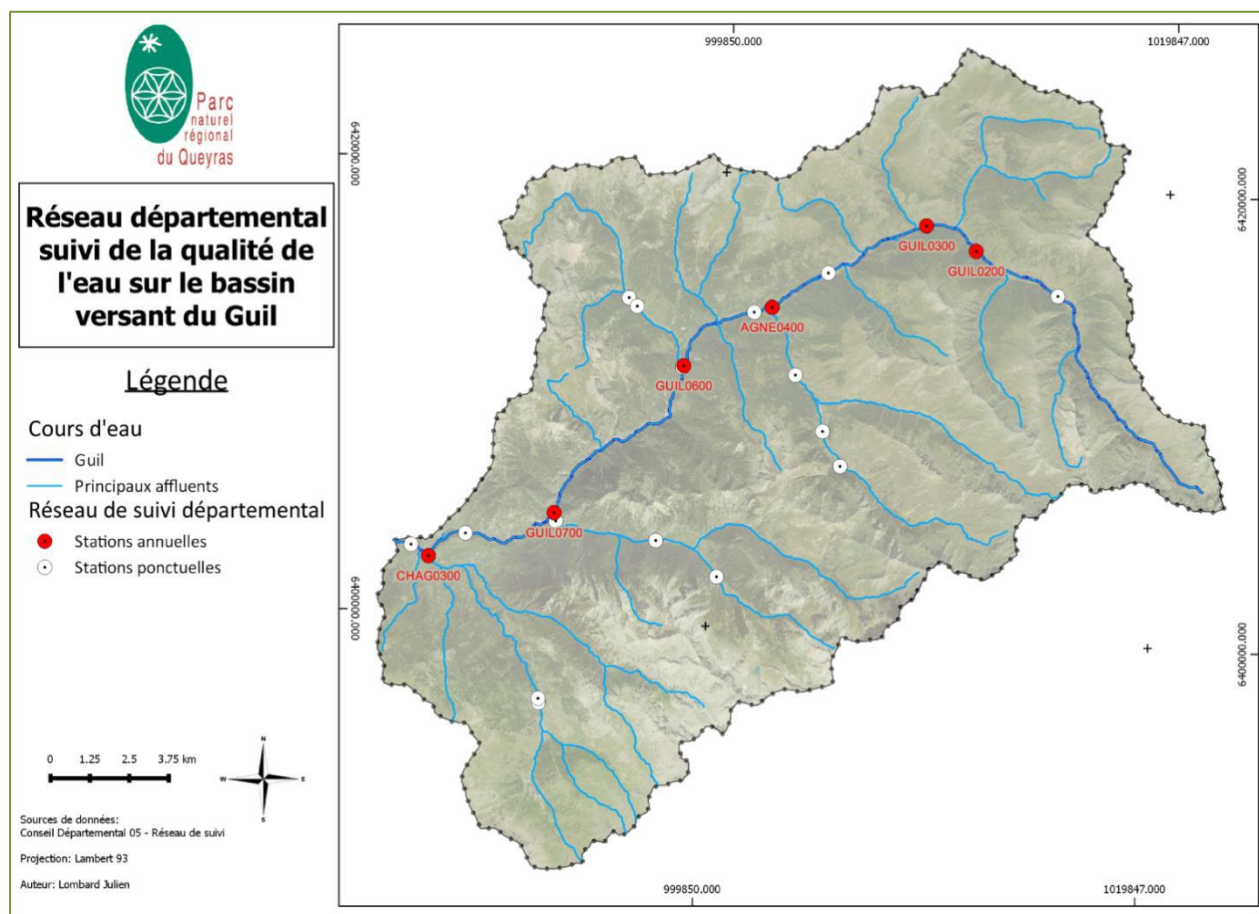 Parc
naturel
régional
du Queyras
Réseau départemental
suivi de la qualité de
l'eau sur le bassin
versant du Guil
Légende
Cours d'eau
Guil
Principaux affluents
Réseau de suivi départemental
Stations annuelles
Stations ponctuelles
0 1.25 2.5 3.75 km
N
W E
S
Sources de données:
Conseil Départemental 05 - Réseau de suivi
Projection: Lambert 93
Auteur: Lombard Julien
999850.000
1019847.000
6420000.000
6420000.000
GUIL0300
GUIL0200
AGNE0400
GUIL0600
GUIL0700
CHAG0300
6400000.000
6400000.000
999850.000
1019847.000